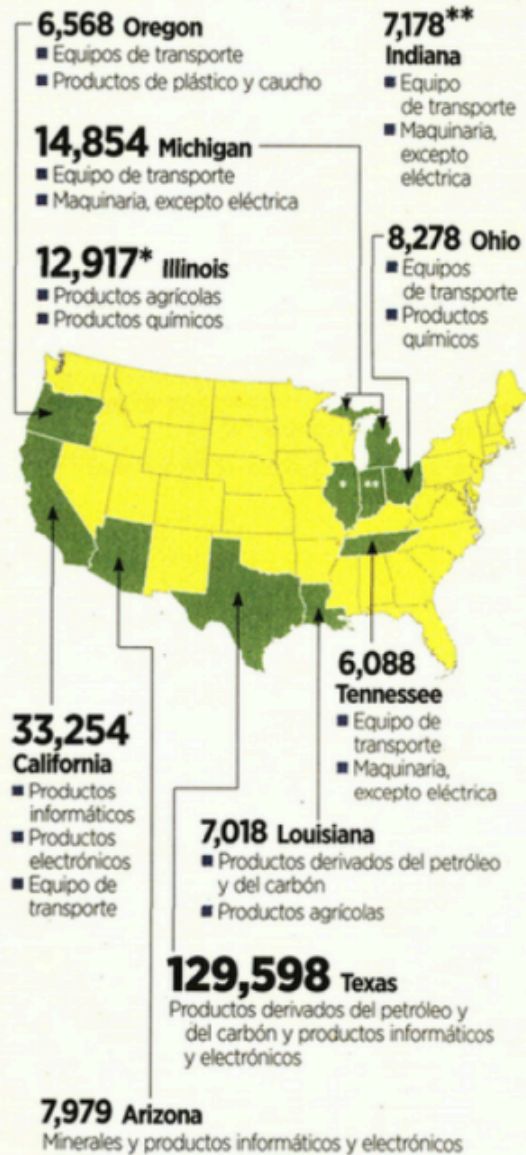 6,568 Oregon
■ Equipos de transporte
■ Productos de plástico y caucho
7,178**
Indiana
■ Equipo
de transporte
■ Maquinaria,
excepto
eléctrica
14,854 Michigan
■ Equipo de transporte
■ Maquinaria, excepto eléctrica
8,278 Ohio
■ Equipos
de transporte
■ Productos
químicos
12,917* Illinois
■ Productos agrícolas
■ Productos químicos
*
**
6,088
Tennessee
■ Equipo de
transporte
■ Maquinaria,
excepto eléctrica
33,254
California
■ Productos
informáticos
■ Productos
electrónicos
■ Equipo de
transporte
7,018 Louisiana
■ Productos derivados del petróleo
y del carbón
■ Productos agrícolas
129,598 Texas
Productos derivados del petróleo y
del carbón y productos informáticos
y electrónicos
7,979 Arizona
Minerales y productos informáticos y electrónicos